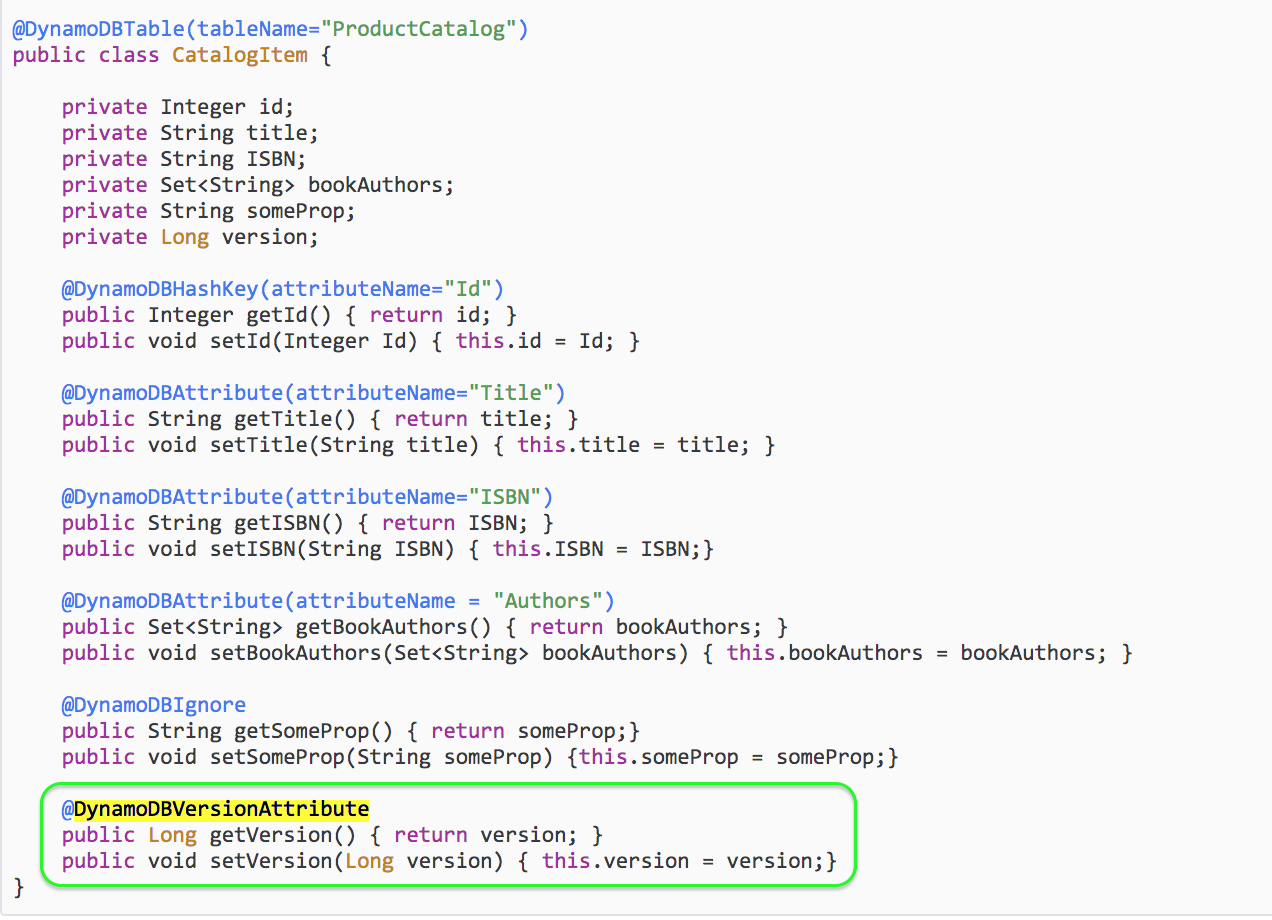 @DynamoDBTable(tableName="ProductCatalog")
public class CatalogItem {
private Integer id;
private String title;
private String ISBN;
private Set<String> bookAuthors;
private String someProp;
private Long version;
@DynamoDBHashKey(attributeName="Id")
public Integer getId() { return id; }
public void setId(Integer Id) { this.id = Id; }
@DynamoDBAttribute(attributeName="Title")
public String getTitle() { return title; }
public void setTitle(String title) { this.title = title; }
@DynamoDBAttribute(attributeName="ISBN")
public String getISBN() { return ISBN; }
public void setISBN(String ISBN) { this.ISBN = ISBN;}
@DynamoDBAttribute(attributeName = "Authors")
public Set<String> getBookAuthors() { return bookAuthors; }
public void setBookAuthors(Set<String> bookAuthors) { this.bookAuthors = bookAuthors; }
@DynamoDBIgnore
public String getSomeProp() { return someProp;}
public void setSomeProp(String someProp) {this.someProp = someProp;}
@DynamoDBVersionAttribute
public Long getVersion() { return version; }
public void setVersion(Long version) { this.version = version;}
}